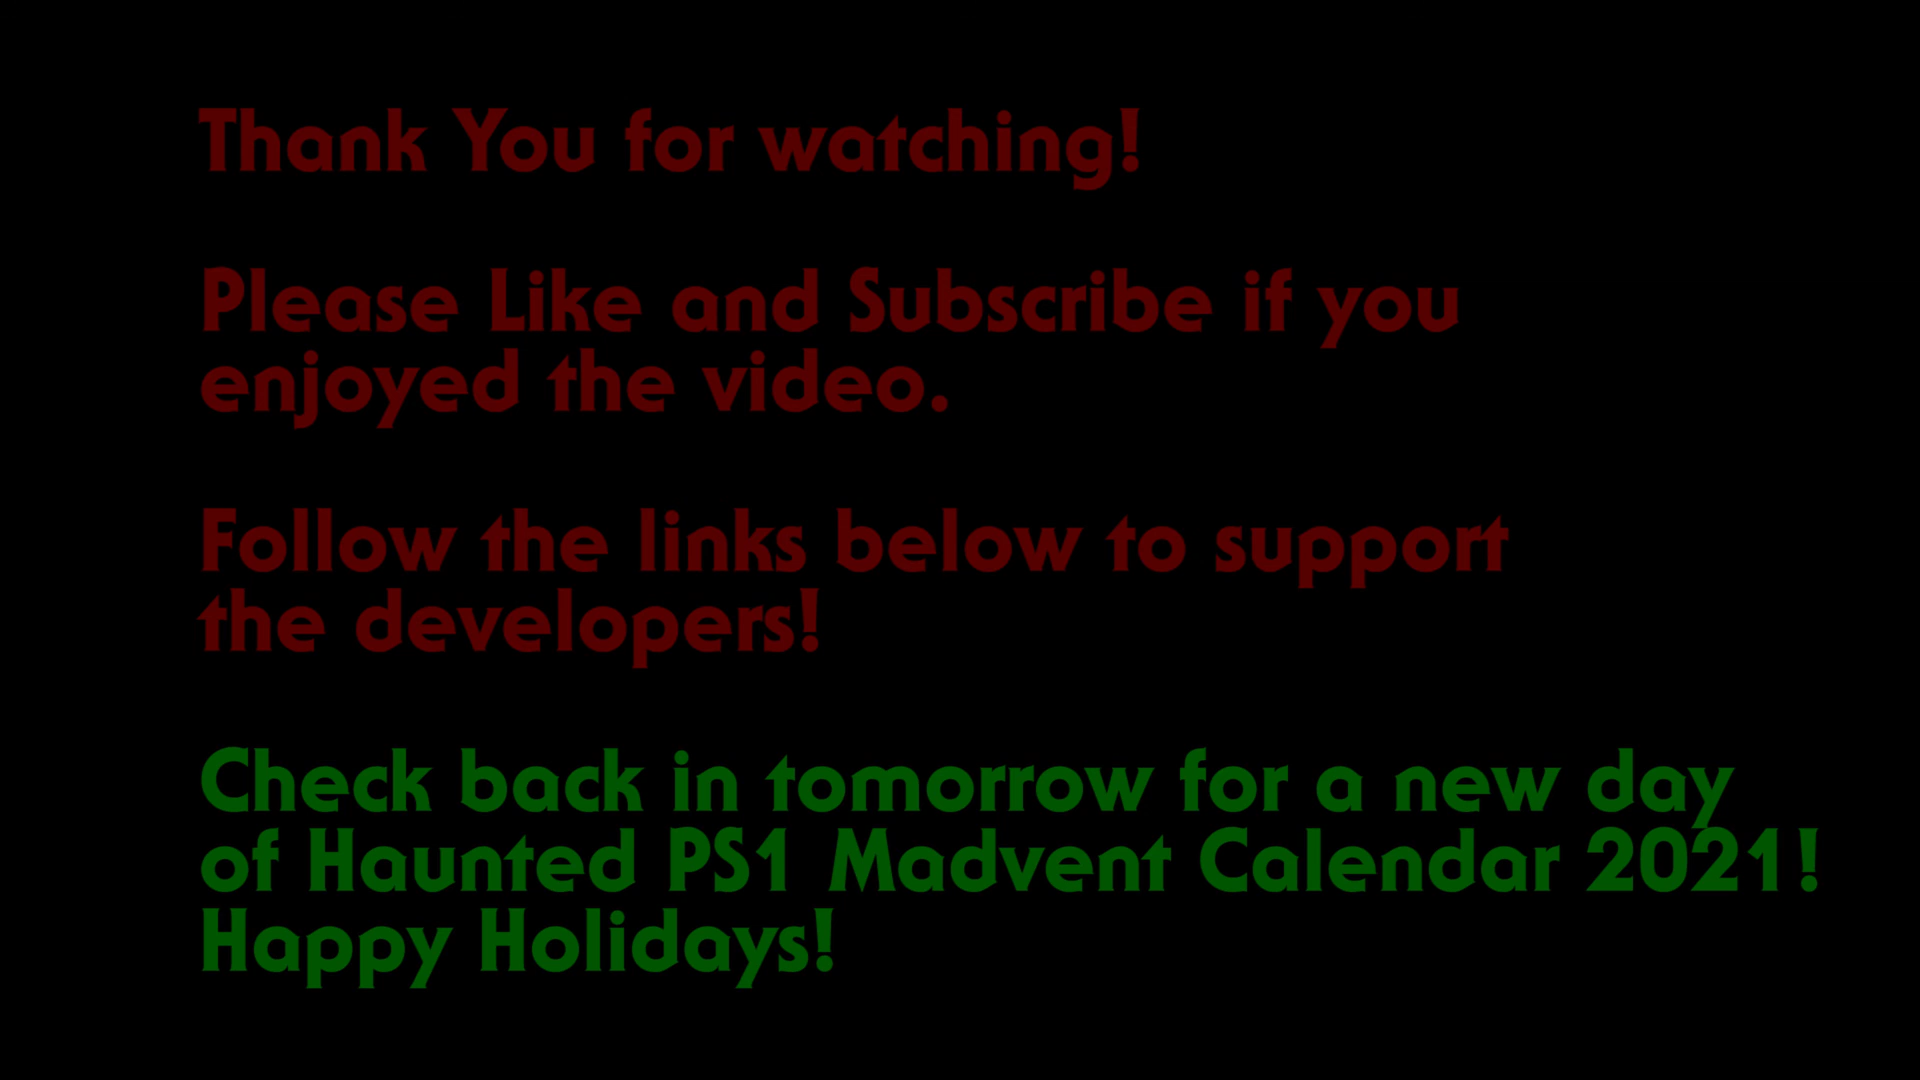 Thank You for watching!
Please Like and Subscribe if you
enjoyed the video.
Follow the links below to support
the developers!
Check back in tomorrow for a new day
of Haunted PS1 Madvent Calendar 2021!
Happy Holidays!